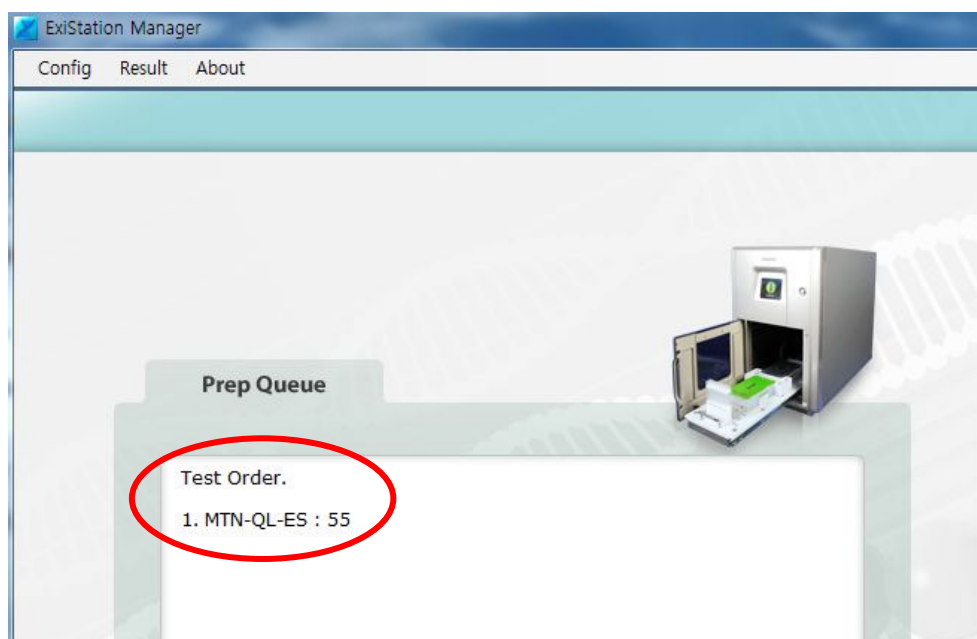 ExiStation Manager
Config Result About
Prep Queue
Test Order.
1. MTN-QL-ES : 55